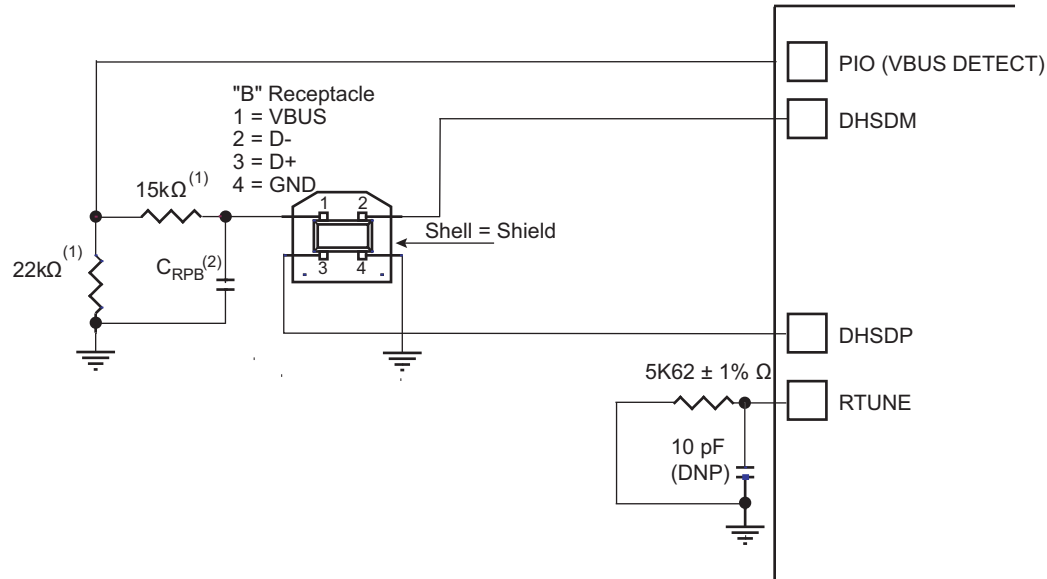 PIO (VBUS DETECT)
"B" Receptacle
1 = VBUS
2 = D-
3 = D+
4 = GND
DHSDM
15kΩ(1)
1 2
Shell = Shield
22kΩ(1)
CRPB(2)
3 4
DHSDP
5K62 ± 1% Ω
RTUNE
10 pF
(DNP)